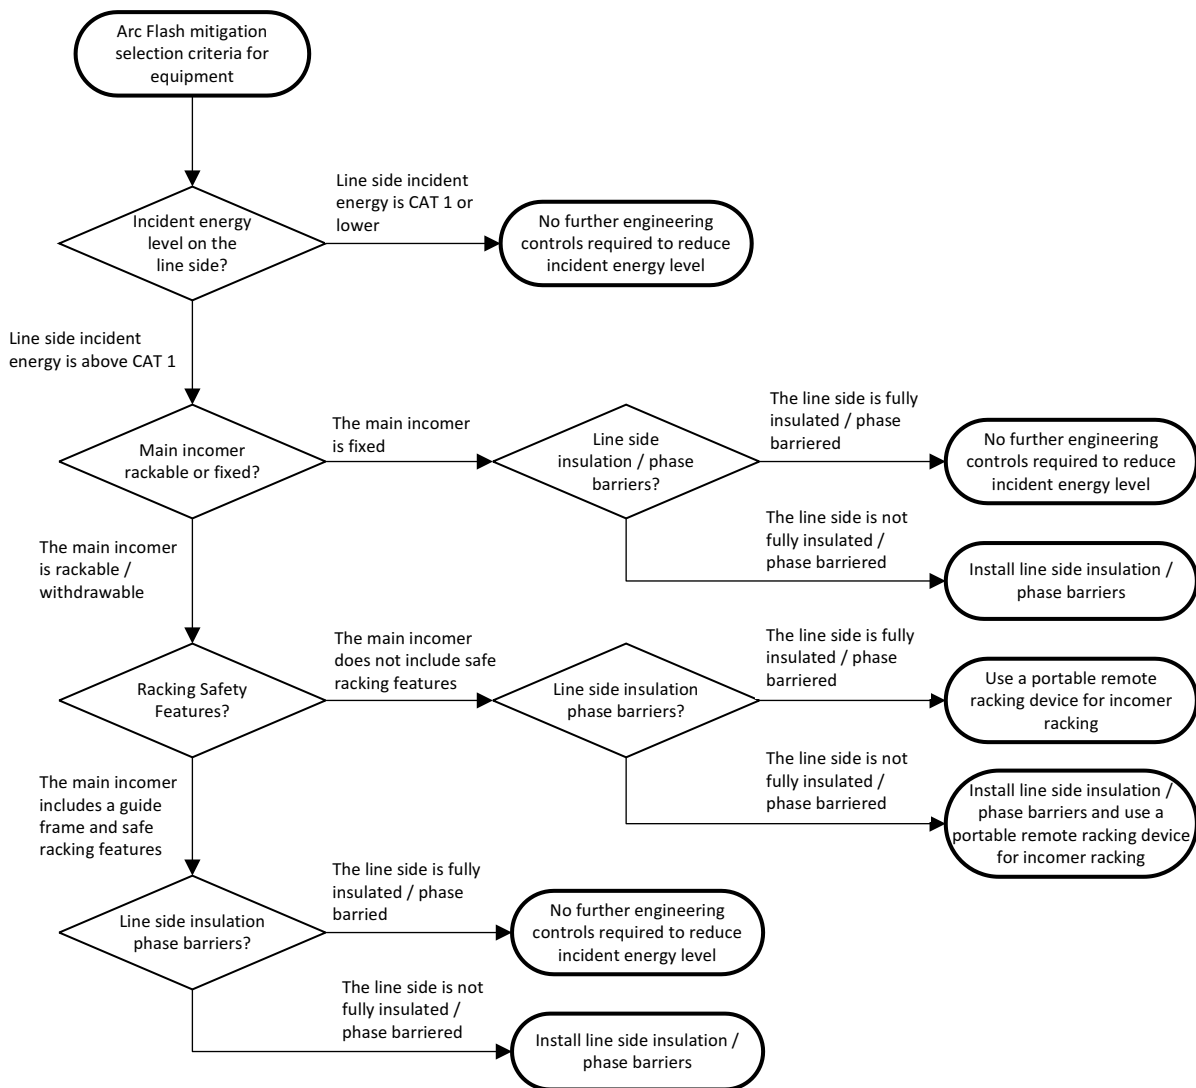 Arc Flash mitigation
selection criteria for
equipment
Line side incident
energy is CAT 1 or
lower
Incident energy
level on the
line side?
No further engineering
controls required to reduce
incident energy level
Line side incident
energy is above CAT 1
The main incomer
is fixed
The line side is fully
insulated / phase
barriered
Main incomer
rackable or fixed?
Line side
insulation / phase
barriers?
No further engineering
controls required to reduce
incident energy level
The main incomer
is rackable /
withdrawable
The line side is not
fully insulated /
phase barriered
Install line side insulation /
phase barriers
The main incomer
does not include safe
racking features
The line side is fully
insulated / phase
barriered
Racking Safety
Features?
Line side insulation
phase barriers?
Use a portable remote
racking device for incomer
racking
The main incomer
includes a guide
frame and safe
racking features
The line side is not
fully insulated /
phase barriered
Install line side insulation /
phase barriers and use a
portable remote racking device
for incomer racking
The line side is fully
insulated / phase
barried
Line side insulation
phase barriers?
No further engineering
controls required to reduce
incident energy level
The line side is not
fully insulated /
phase barriered
Install line side insulation /
phase barriers